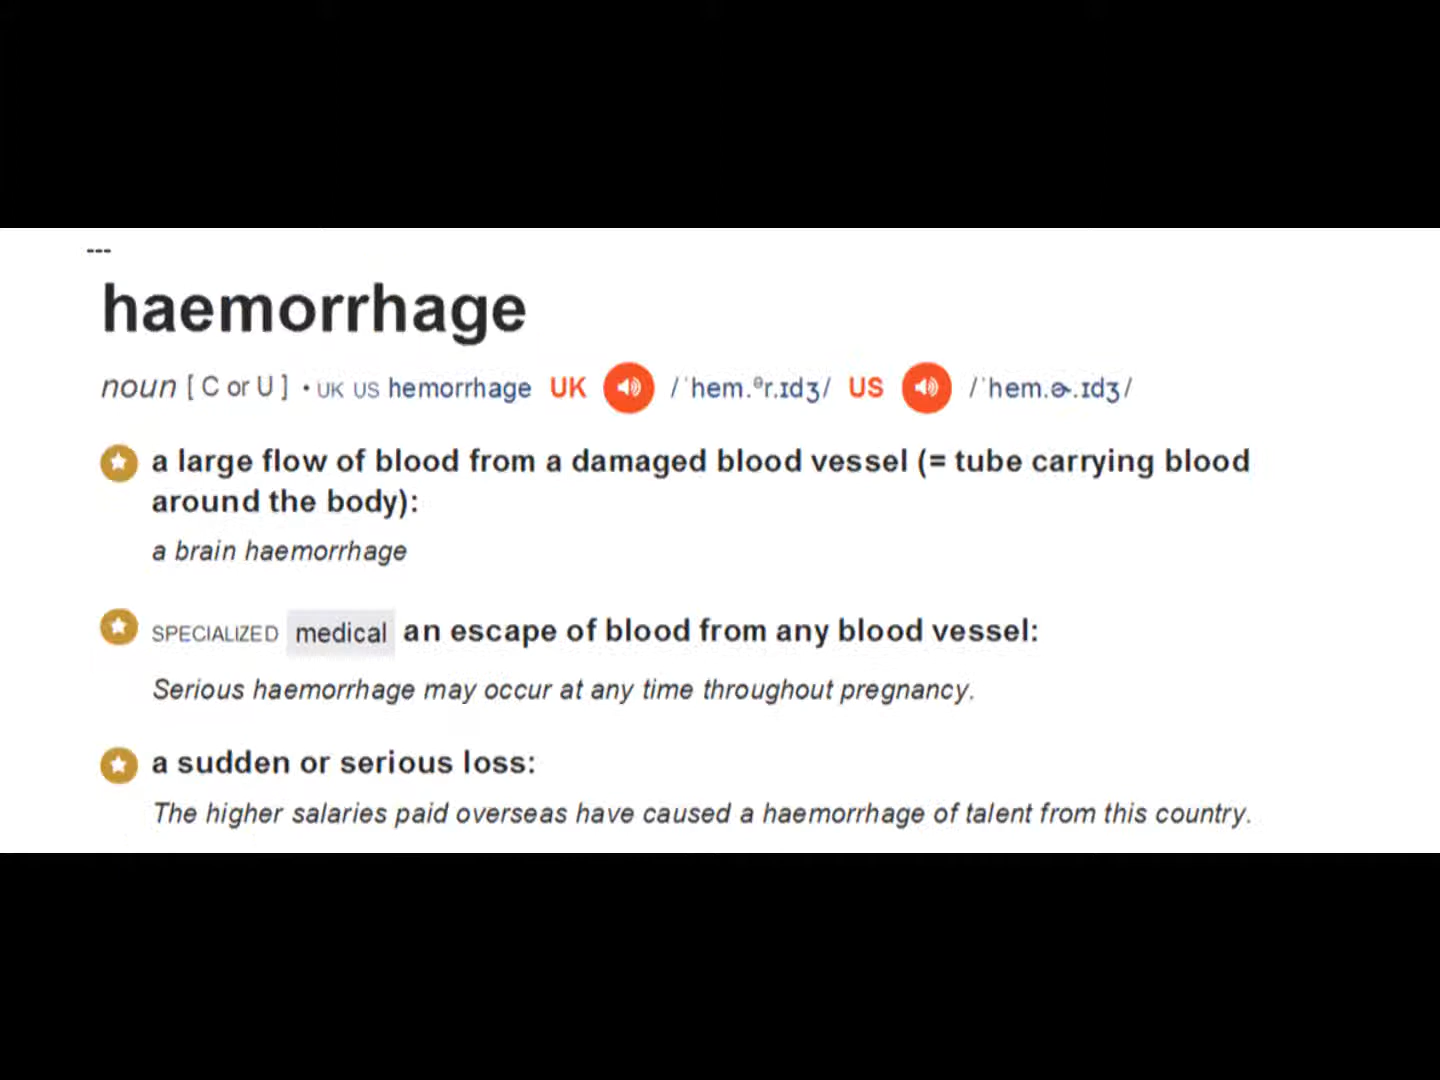 ---
haemorrhage
noun [ C or U ] • UK US hemorrhage UK /ˈhem.ᵊr.ɪdʒ/ US /ˈhem.ɚ.ɪdʒ/
a large flow of blood from a damaged blood vessel (= tube carrying blood
around the body):
a brain haemorrhage
SPECIALIZED medical an escape of blood from any blood vessel:
Serious haemorrhage may occur at any time throughout pregnancy.
a sudden or serious loss:
The higher salaries paid overseas have caused a haemorrhage of talent from this country.